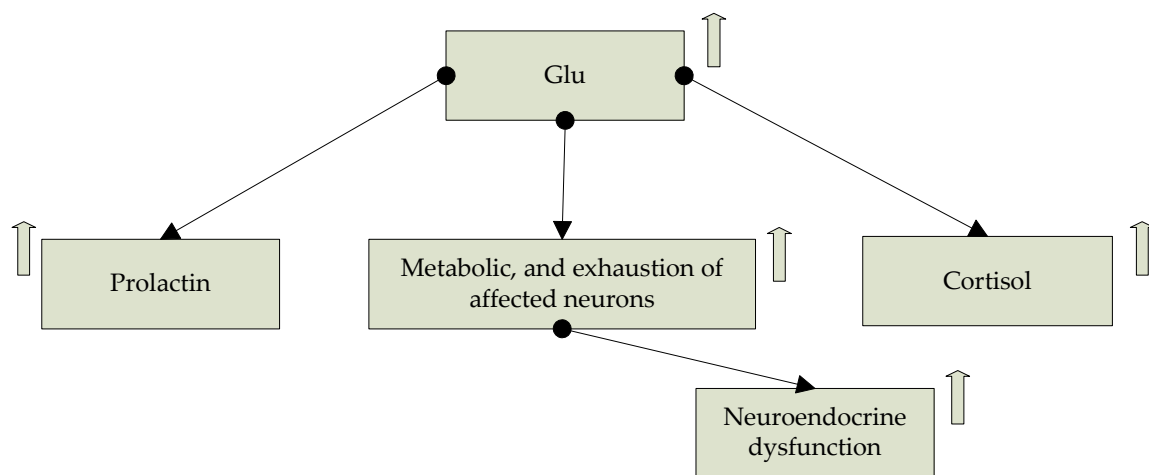 Glu
Prolactin
Metabolic, and exhaustion of
affected neurons
Cortisol
Neuroendocrine
dysfunction